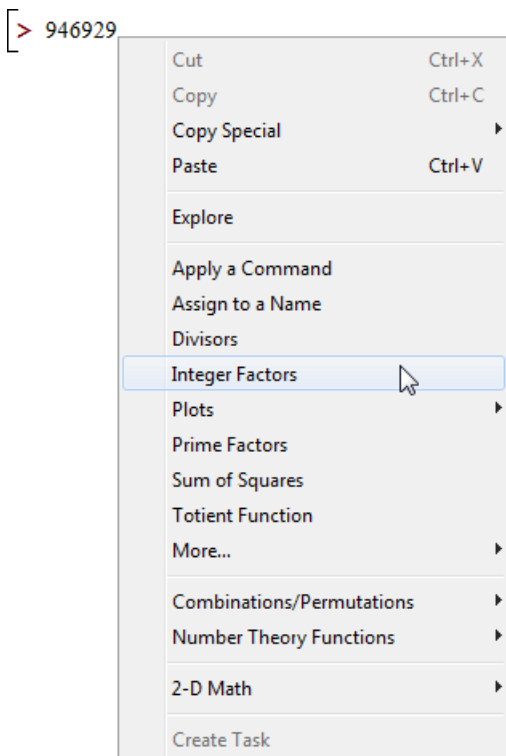 > 946929
Cut Ctrl+X
Copy Ctrl+C
Copy Special
Paste Ctrl+V
Explore
Apply a Command
Assign to a Name
Divisors
Integer Factors
Plots
Prime Factors
Sum of Squares
Totient Function
More...
Combinations/Permutations
Number Theory Functions
2-D Math
Create Task